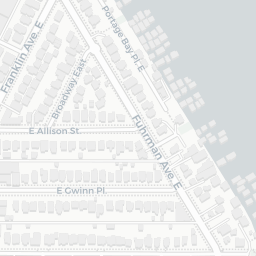 Franklin Ave. E
Broadway East
Portage Bay Pl. E
E Allison St.
Fuhrman Ave. E
E Gwinn Pl.